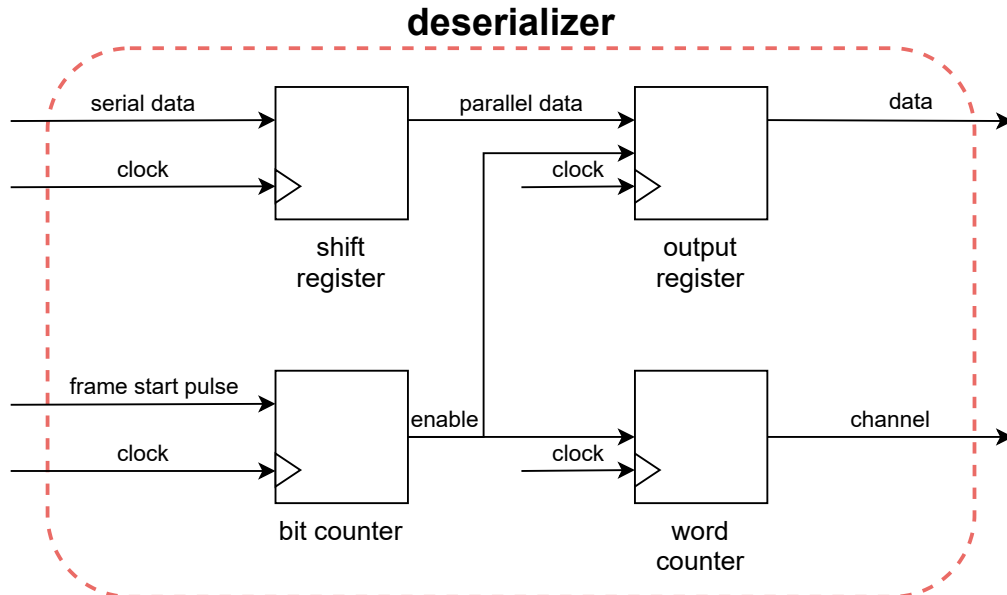 deserializer
serial data
parallel data
data
clock
clock
shift
register
output
register
frame start pulse
enable
channel
clock
clock
bit counter
word
counter